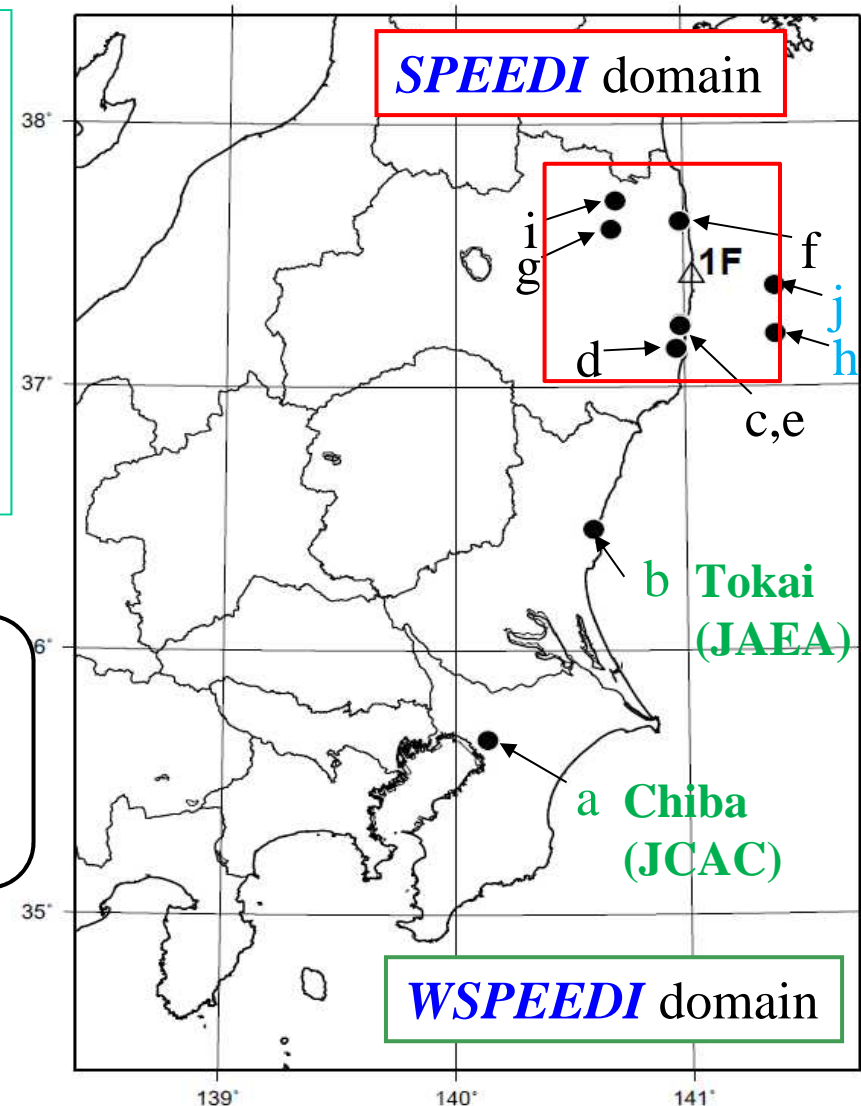 SPEEDI domain
38°
i
g
f
1F
j
h
d
37°
c,e
b Tokai
(JAEA)
6°
a Chiba
(JCAC)
35°
WSPEEDI domain
139° 140° 141°